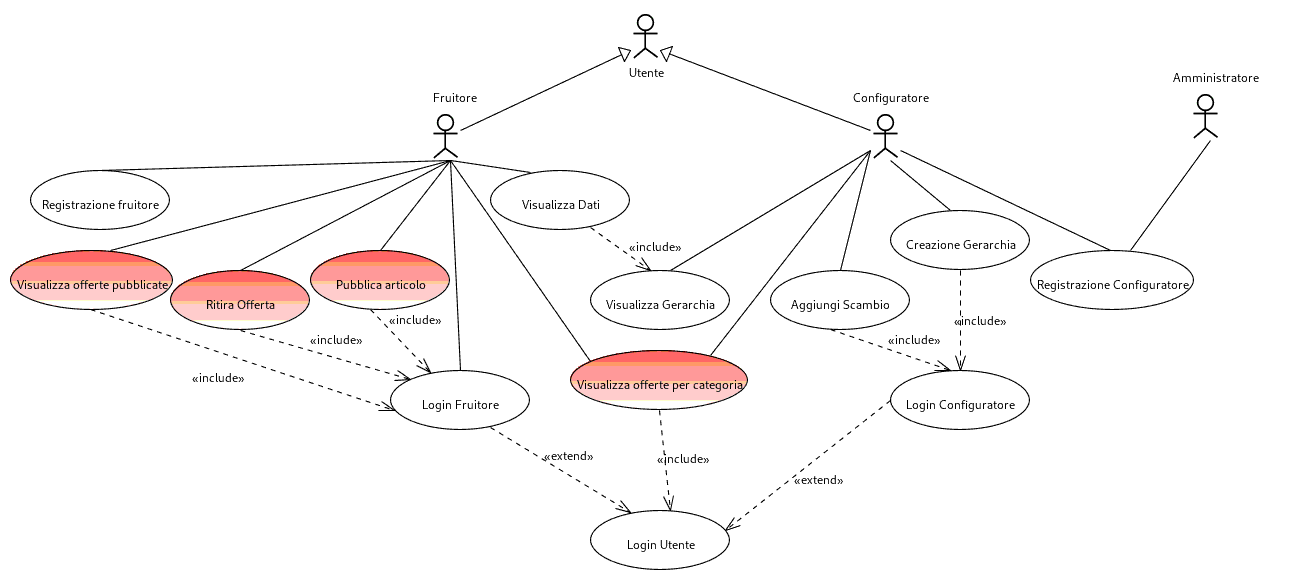 Utente
Amministratore
Fruitore
Configuratore
Registrazione fruitore
Visualizza Dati
«include»
Creazione Gerarchia
Visualizza offerte pubblicate
Ritira Offerta
Pubblica articolo
Visualizza Gerarchia
Aggiungi Scambio
Registrazione Configuratore
«include»
«include»
«include»
«include»
«include»
Visualizza offerte per categoria
Login Fruitore
Login Configuratore
«extend»
«include»
«extend»
Login Utente